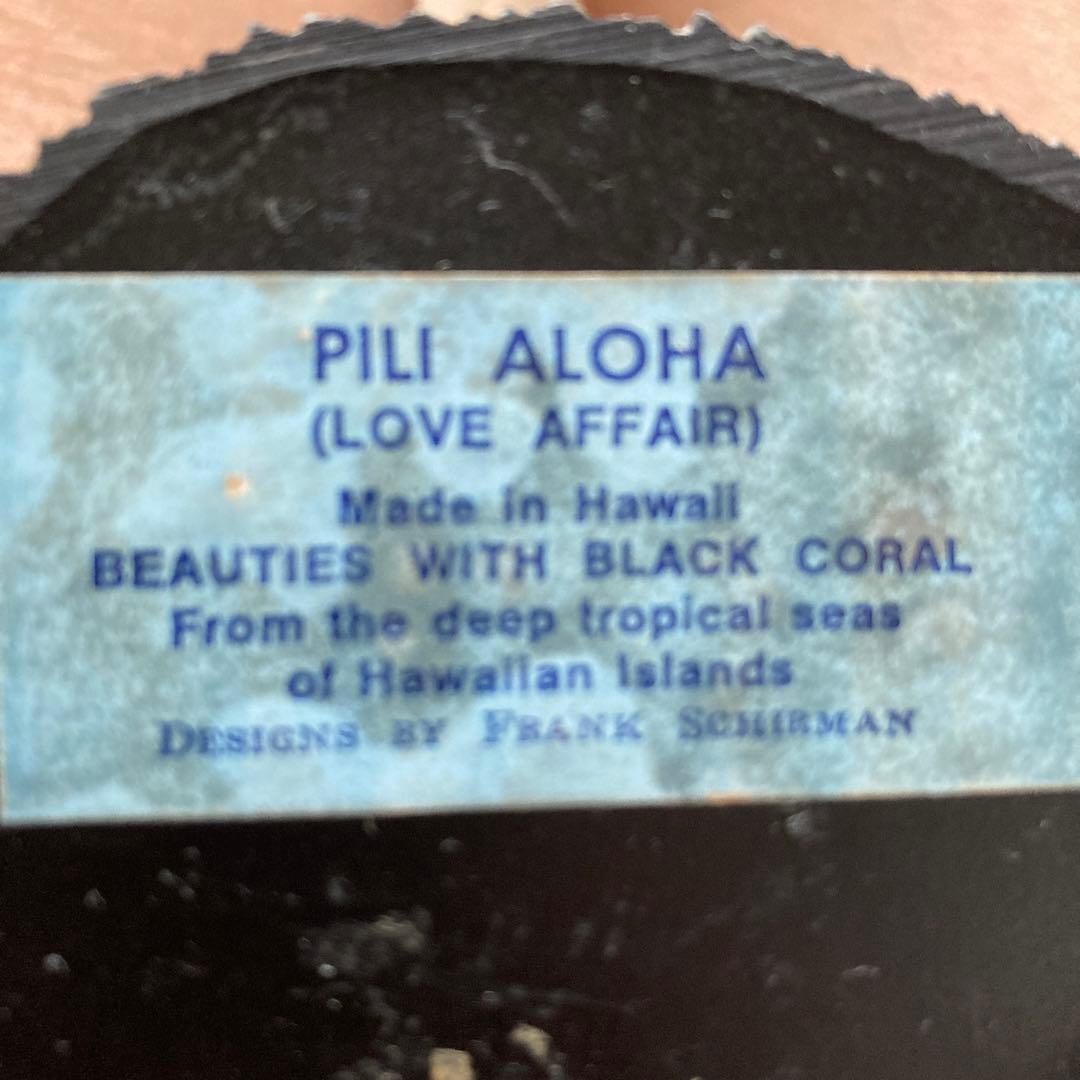 PILI ALOHA
(LOVE AFFAIR)
Made in Hawaii
BEAUTIES WITH BLACK CORAL
From the deep tropical seas
of Hawaiian Islands
DESIGNS BY FRANK SCHIRMAN